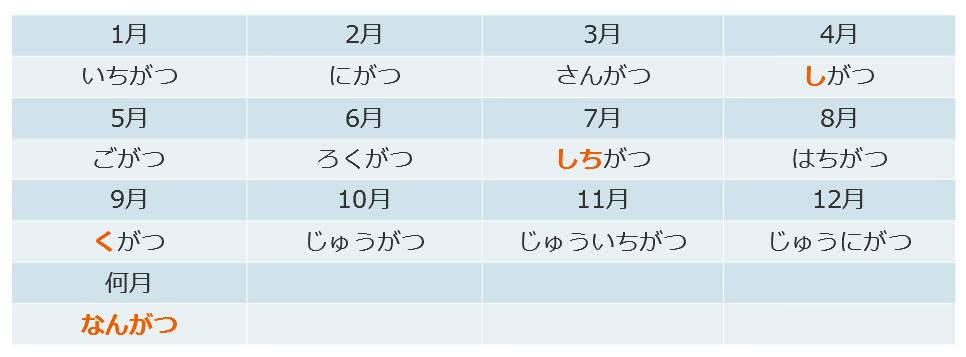 1月 2月 3月 4月
いちがつ にがつ さんがつ しがつ
5月 6月 7月 8月
ごがつ ろくがつ しちがつ はちがつ
9月 10月 11月 12月
くがつ じゅうがつ じゅういちがつ じゅうにがつ
何月
なんがつ